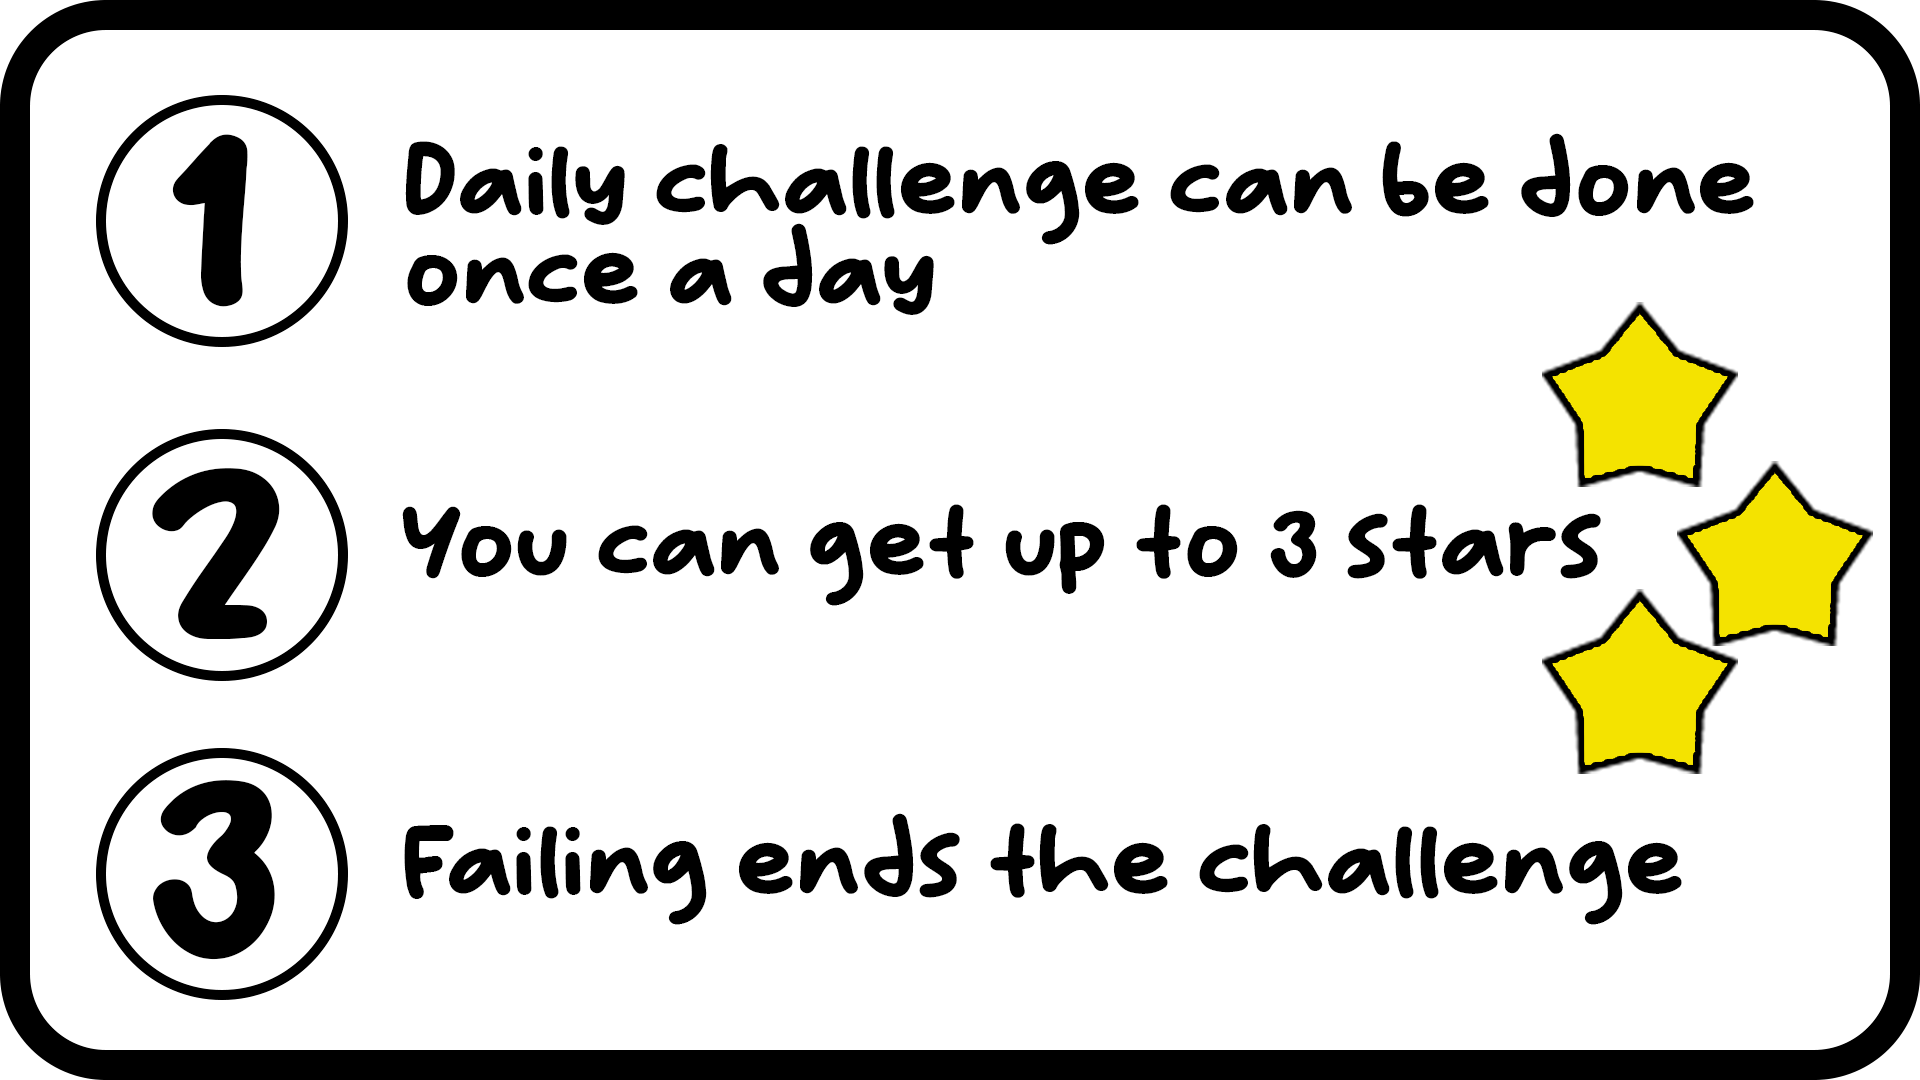 1
Daily challenge can be done
once a day
2
You can get up to 3 stars
3
Failing ends the challenge